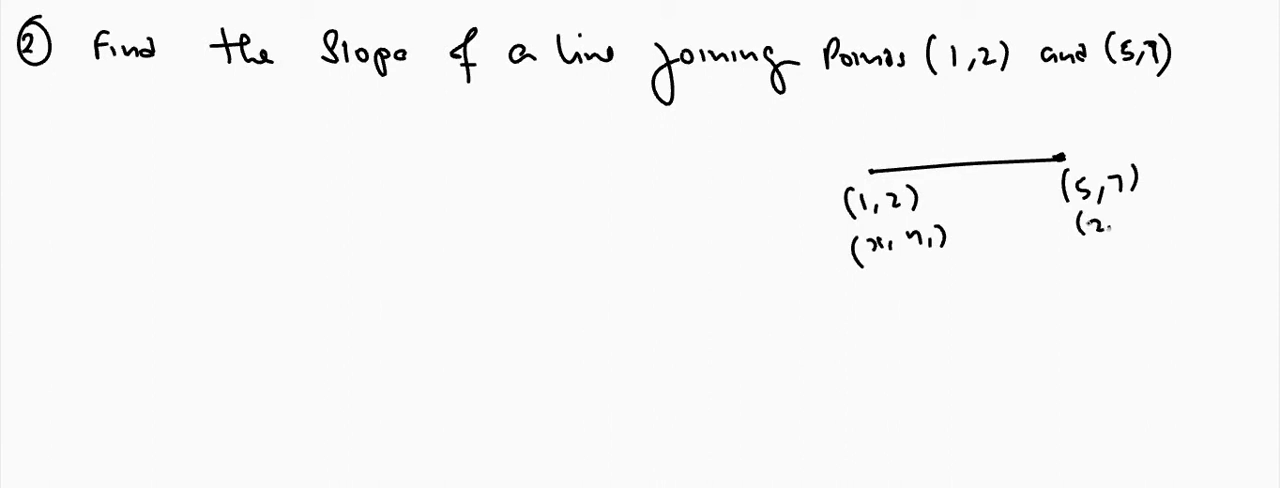 ② Find the Slope of a line joining Points (1,2) and (5,7)
(1,2) (5,7)
(x₁ y₁) (2